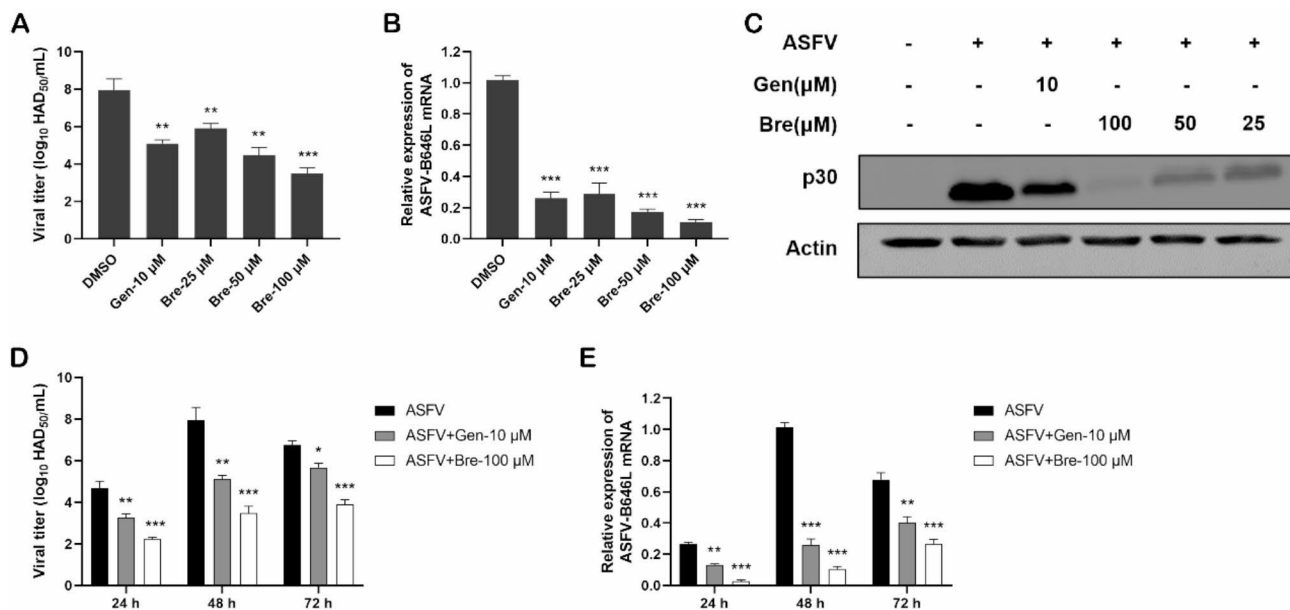 A
Viral titer (log₁₀ HAD₅₀/mL)
8
6
4
2
0
**
**
**
***
DMSO
Gen-10 μM
Bre-25 μM
Bre-50 μM
Bre-100 μM
B
Relative expression of
ASFV-B646L mRNA
1.2
1.0
0.8
0.6
0.4
0.2
0.0
***
***
***
***
DMSO
Gen-10 μM
Bre-25 μM
Bre-50 μM
Bre-100 μM
C
ASFV - + + + + +
Gen(μM) - - 10 - - -
Bre(μM) - - - 100 50 25
p30
Actin
D
Viral titer (log₁₀ HAD₅₀/mL)
8
6
4
2
0
** ***
** ***
* ***
24 h 48 h 72 h
ASFV
ASFV+Gen-10 μM
ASFV+Bre-100 μM
E
Relative expression of
ASFV-B646L mRNA
1.2
1.0
0.8
0.6
0.4
0.2
0.0
** ***
*** ***
** ***
24 h 48 h 72 h
ASFV
ASFV+Gen-10 μM
ASFV+Bre-100 μM